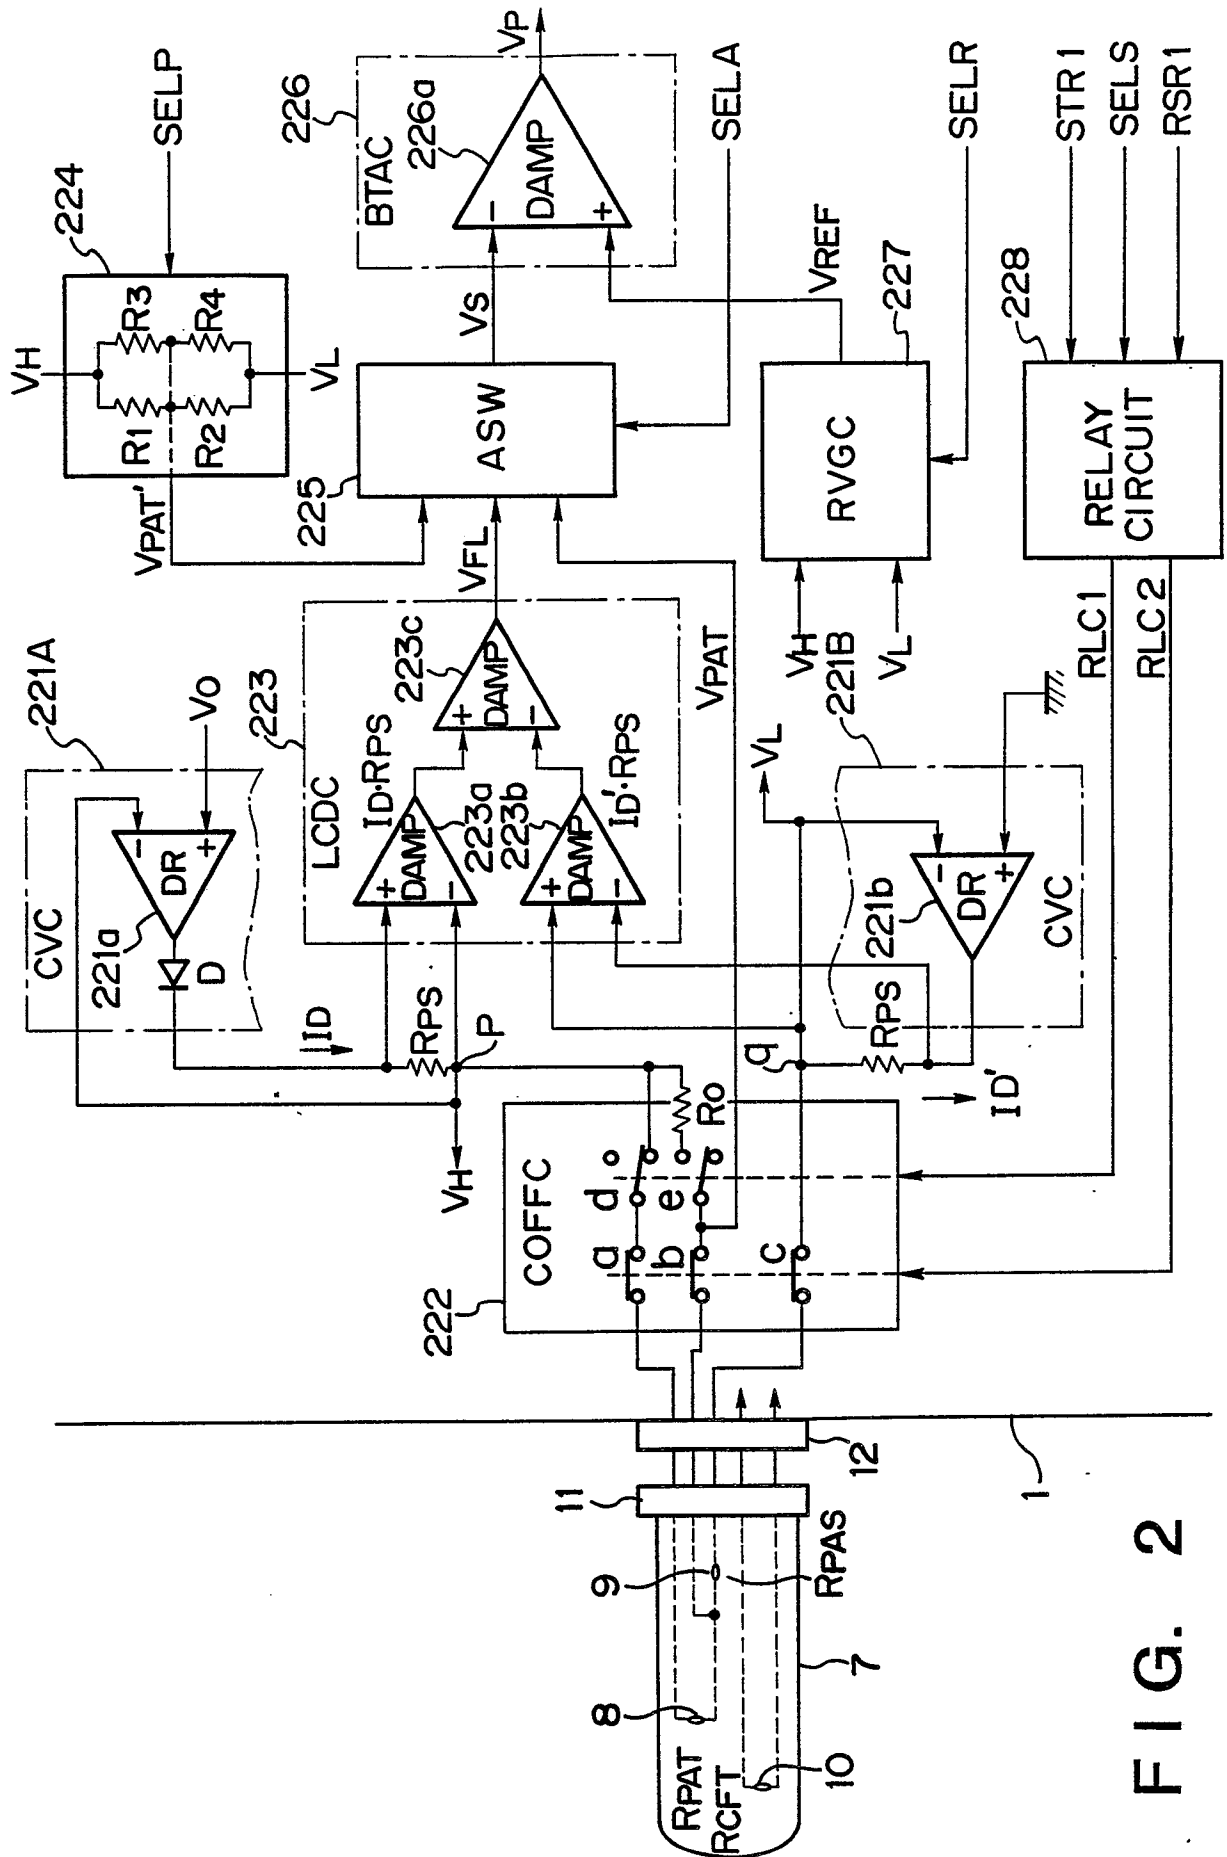 VP
SELP
226
BTAC
226a
DAMP
−
+
SELA
SELR
STR1
SELS
RSR1
224
VH
R3
R4
R1
R2
VL
VPAT'
225
ASW
VS
VREF
227
RVGC
VH
VL
228
RELAY
CIRCUIT
RLC1
RLC2
221A
VO
CVC
DR
−
+
221a
D
223
LCDC
ID·RPS
DAMP
+
−
223a
223b
DAMP
+
−
ID'·RPS
223c
DAMP
+
−
VFL
VPAT
VL
221B
221b
DR
−
+
CVC
ID
RPS
P
VH
q
RPS
ID'
222
COFFC
RO
a
b
c
d
e
1
12
11
9
RPAS
8
RPAT
RCFT
10
7
FIG. 2